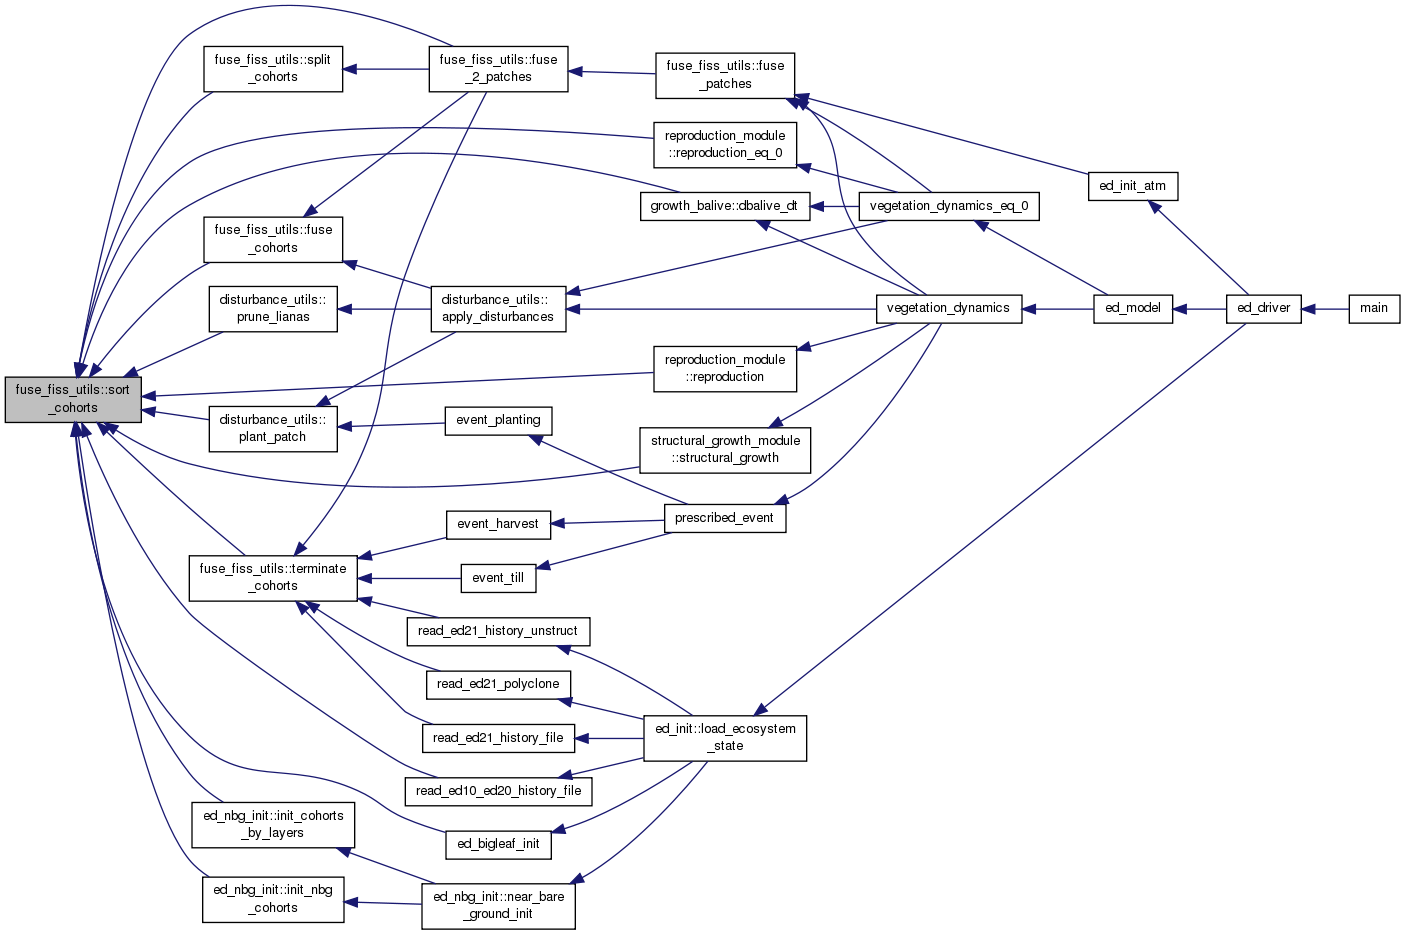 fuse_fiss_utils::sort
_cohorts
fuse_fiss_utils::split
_cohorts
fuse_fiss_utils::fuse
_cohorts
disturbance_utils::
prune_lianas
disturbance_utils::
plant_patch
fuse_fiss_utils::terminate
_cohorts
ed_nbg_init::init_cohorts
_by_layers
ed_nbg_init::init_nbg
_cohorts
fuse_fiss_utils::fuse
_2_patches
disturbance_utils::
apply_disturbances
event_planting
event_harvest
event_till
read_ed21_history_unstruct
read_ed21_polyclone
read_ed21_history_file
read_ed10_ed20_history_file
ed_bigleaf_init
ed_nbg_init::near_bare
_ground_init
fuse_fiss_utils::fuse
_patches
reproduction_module
::reproduction_eq_0
growth_balive::dbalive_dt
reproduction_module
::reproduction
structural_growth_module
::structural_growth
prescribed_event
ed_init::load_ecosystem
_state
vegetation_dynamics_eq_0
vegetation_dynamics
ed_init_atm
ed_model
ed_driver
main